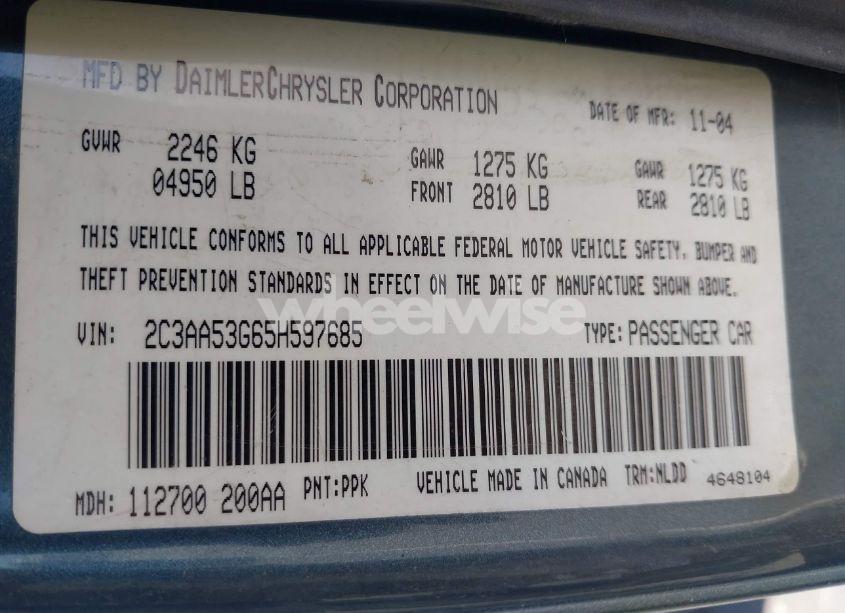 MFD BY DAIMLERCHRYSLER CORPORATION
DATE OF MFR: 11-04
GVWR 2246 KG
04950 LB
GAWR 1275 KG
FRONT 2810 LB
GAWR 1275 KG
REAR 2810 LB
THIS VEHICLE CONFORMS TO ALL APPLICABLE FEDERAL MOTOR VEHICLE SAFETY, BUMPER AND
THEFT PREVENTION STANDARDS IN EFFECT ON THE DATE OF MANUFACTURE SHOWN ABOVE.
wheelwise
VIN: 2C3AA53G65H597685 TYPE: PASSENGER CAR
MDH: 112700 200AA PNT:PPK VEHICLE MADE IN CANADA TRM:NLDD 4648104